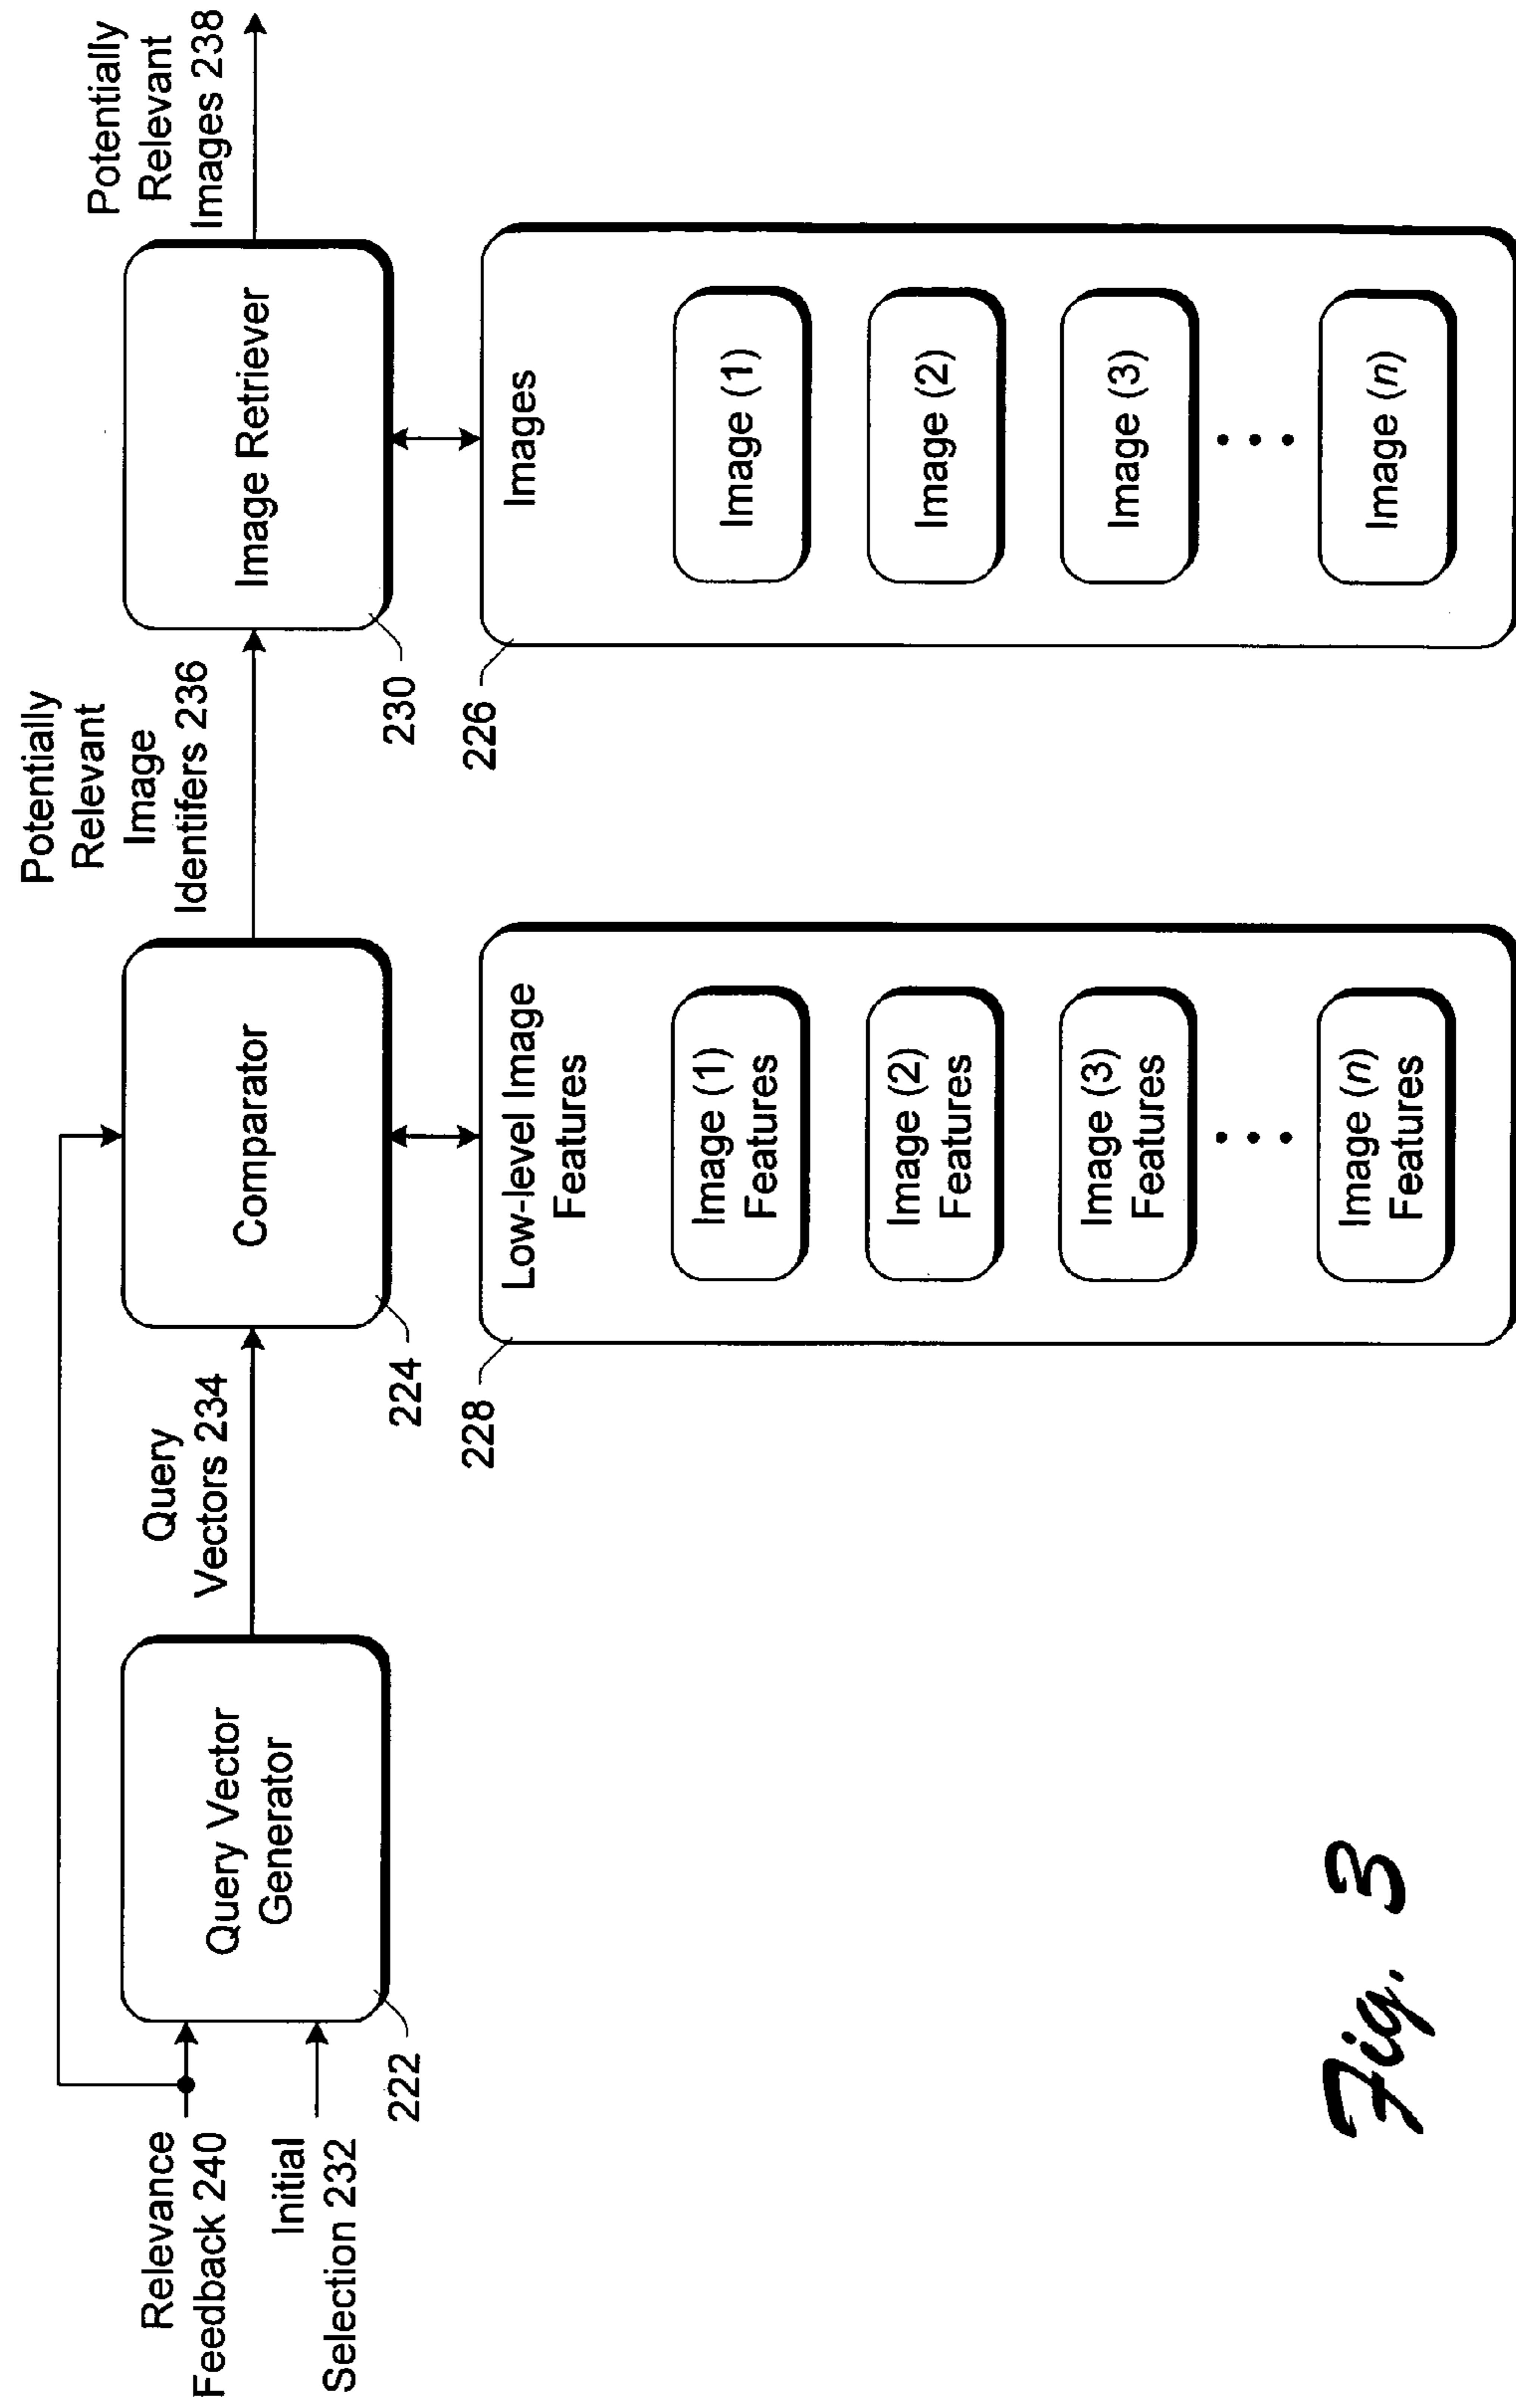 Relevance
Feedback 240
Initial
Selection 232
Query Vector
Generator
222
Query
Vectors 234
Comparator
224
Potentially
Relevant
Image
Identifers 236
Image Retriever
230
Potentially
Relevant
Images 238
228
Low-level Image
Features
Image (1)
Features
Image (2)
Features
Image (3)
Features
Image (n)
Features
226
Images
Image (1)
Image (2)
Image (3)
Image (n)
Fig. 3